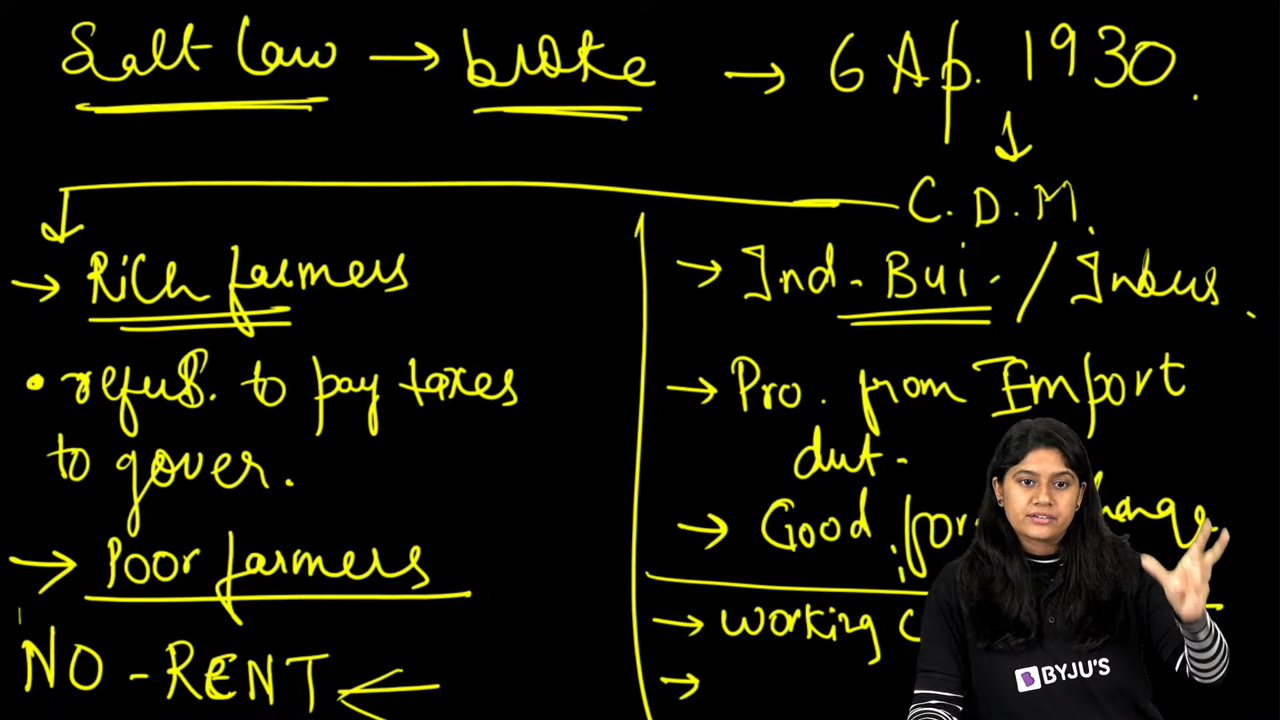 Salt law → broke → 6 Ap. 1930.
↓
C.D.M.
→ Rich farmers
• refus. to pay taxes
to gover.
→ Poor farmers
NO - RENT
→ Ind. Bui. / Indus.
→ Pro. from Import
dut.
→ Good
→ working
→
BYJU'S